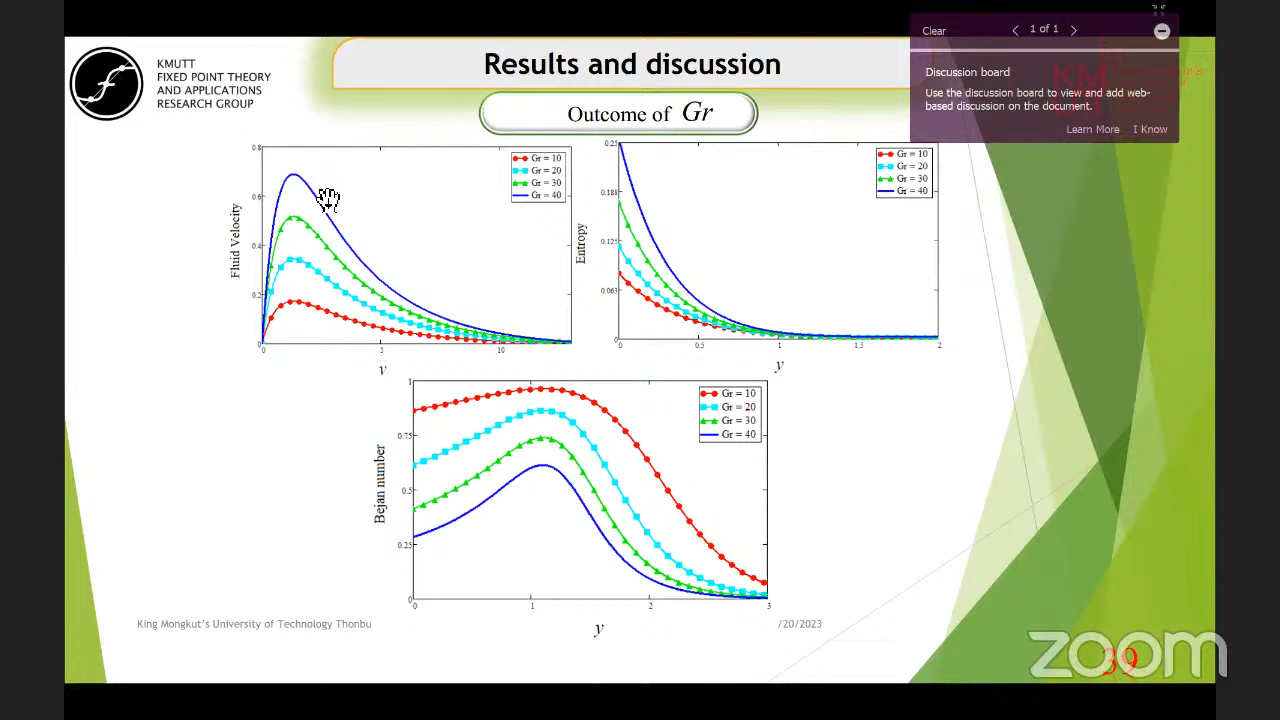 KMUTT
FIXED POINT THEORY
AND APPLICATIONS
RESEARCH GROUP
Results and discussion
Outcome of Gr
Clear
1 of 1
Discussion board
Use the discussion board to view and add web-
based discussion on the document.
Learn More I Know
Fluid Velocity
0.8
0.6
0.4
0.2
0
0 5 10
y
Gr = 10
Gr = 20
Gr = 30
Gr = 40
Entropy
0.25
0.188
0.125
0.063
0
0 0.5 1 1.5 2
y
Gr = 10
Gr = 20
Gr = 30
Gr = 40
Bejan number
1
0.75
0.5
0.25
0
0 1 2 3
y
Gr = 10
Gr = 20
Gr = 30
Gr = 40
King Mongkut's University of Technology Thonbu
/20/2023
39
zoom